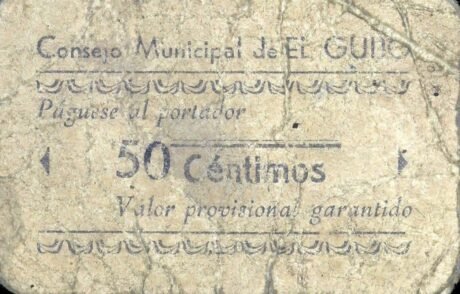 Consejo Municipal de EL GUIJO
Páguese al portador
50 Céntimos
Valor provisional garantido